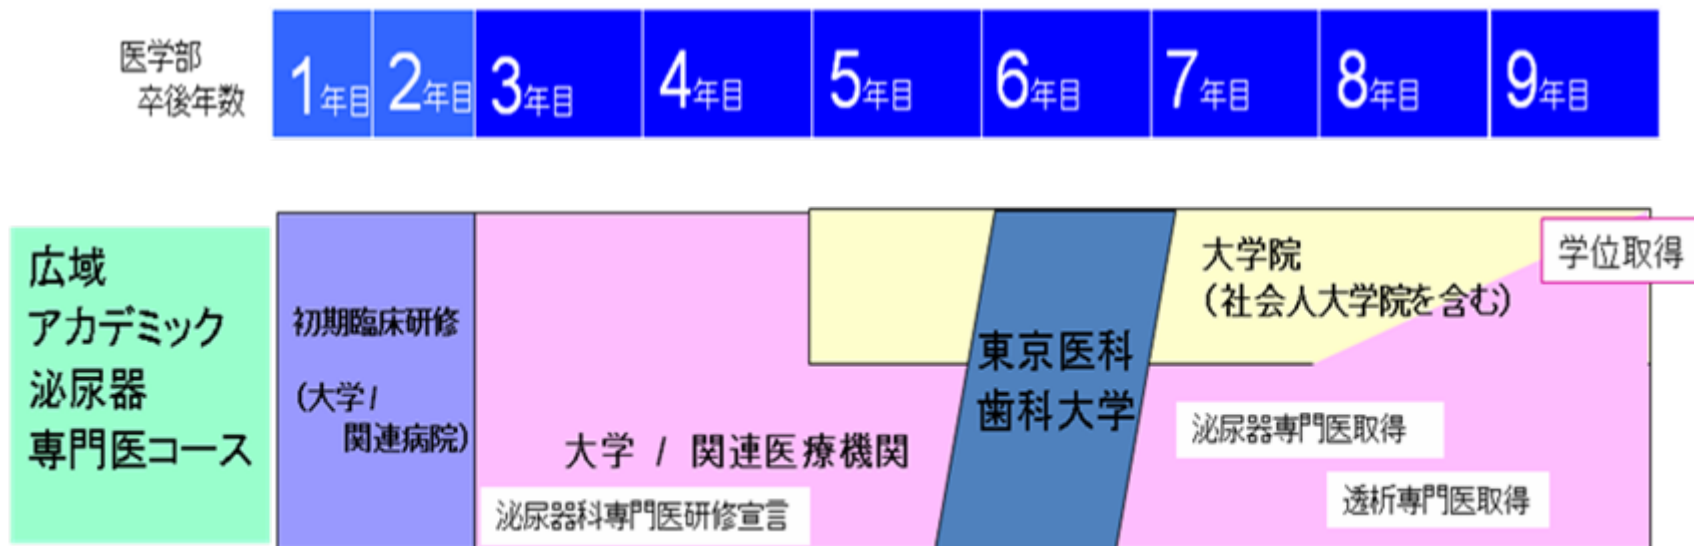 医学部
卒後年数
1年目 2年目 3年目 4年目 5年目 6年目 7年目 8年目 9年目
広域
アカデミック
泌尿器
専門医コース
初期臨床研修
(大学/
関連病院)
大学 / 関連医療機関
泌尿器科専門医研修宣言
東京医科
歯科大学
大学院
(社会人大学院を含む)
学位取得
泌尿器専門医取得
透析専門医取得